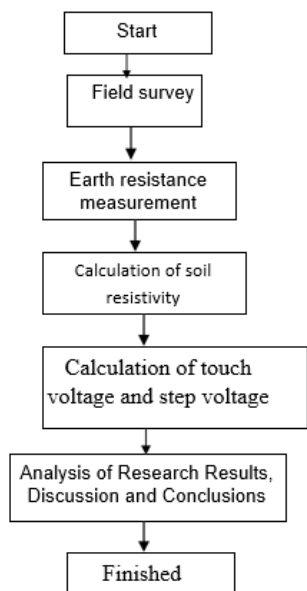 Start
Field survey
Earth resistance
measurement
Calculation of soil
resistivity
Calculation of touch
voltage and step voltage
Analysis of Research Results,
Discussion and Conclusions
Finished